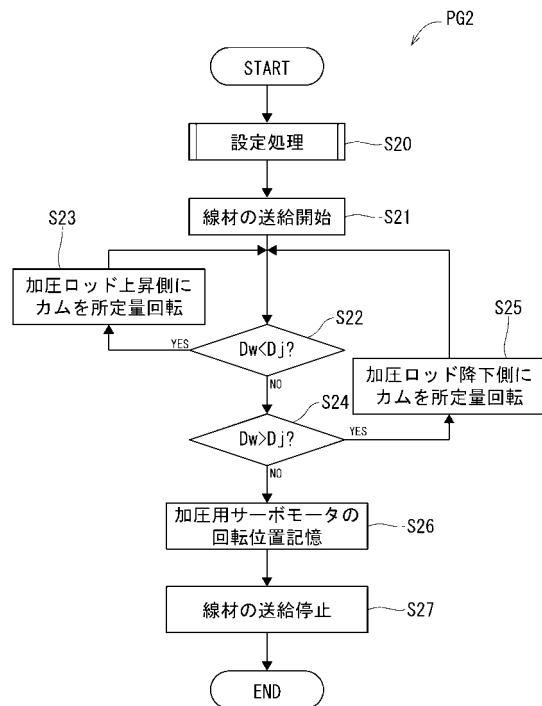 PG2
START
設定処理
S20
線材の送給開始
S21
S23
加圧ロッド上昇側に
カムを所定量回転
S22
Dw<Dj?
YES
NO
S25
加圧ロッド降下側に
カムを所定量回転
S24
Dw>Dj?
YES
NO
加圧用サーボモータの
回転位置記憶
S26
線材の送給停止
S27
END